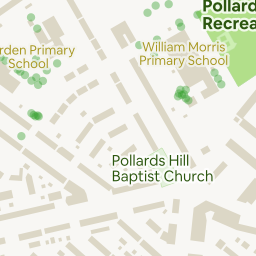 Pollard
Recrea
William Morris
Primary School
rden Primary
School
Pollards Hill
Baptist Church